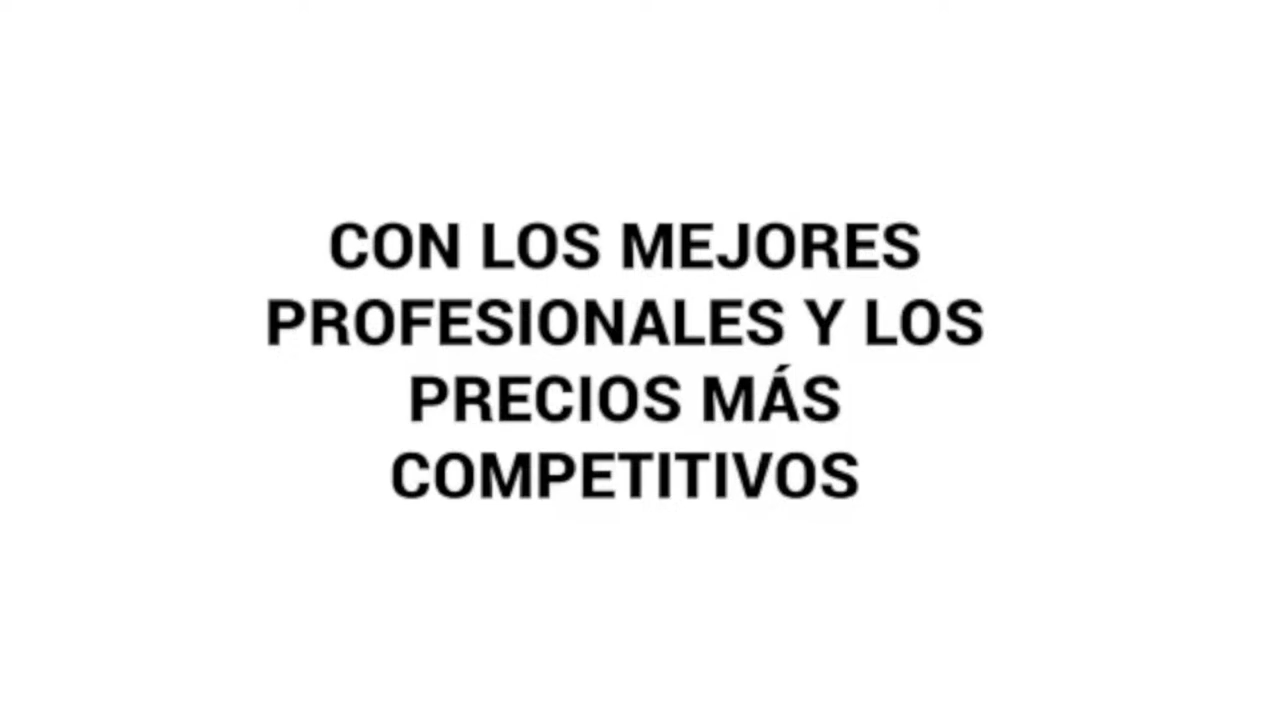 CON LOS MEJORES
PROFESIONALES Y LOS
PRECIOS MÁS
COMPETITIVOS